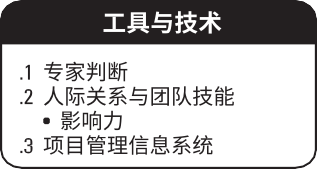 工具与技术
.1 专家判断
.2 人际关系与团队技能
• 影响力
.3 项目管理信息系统